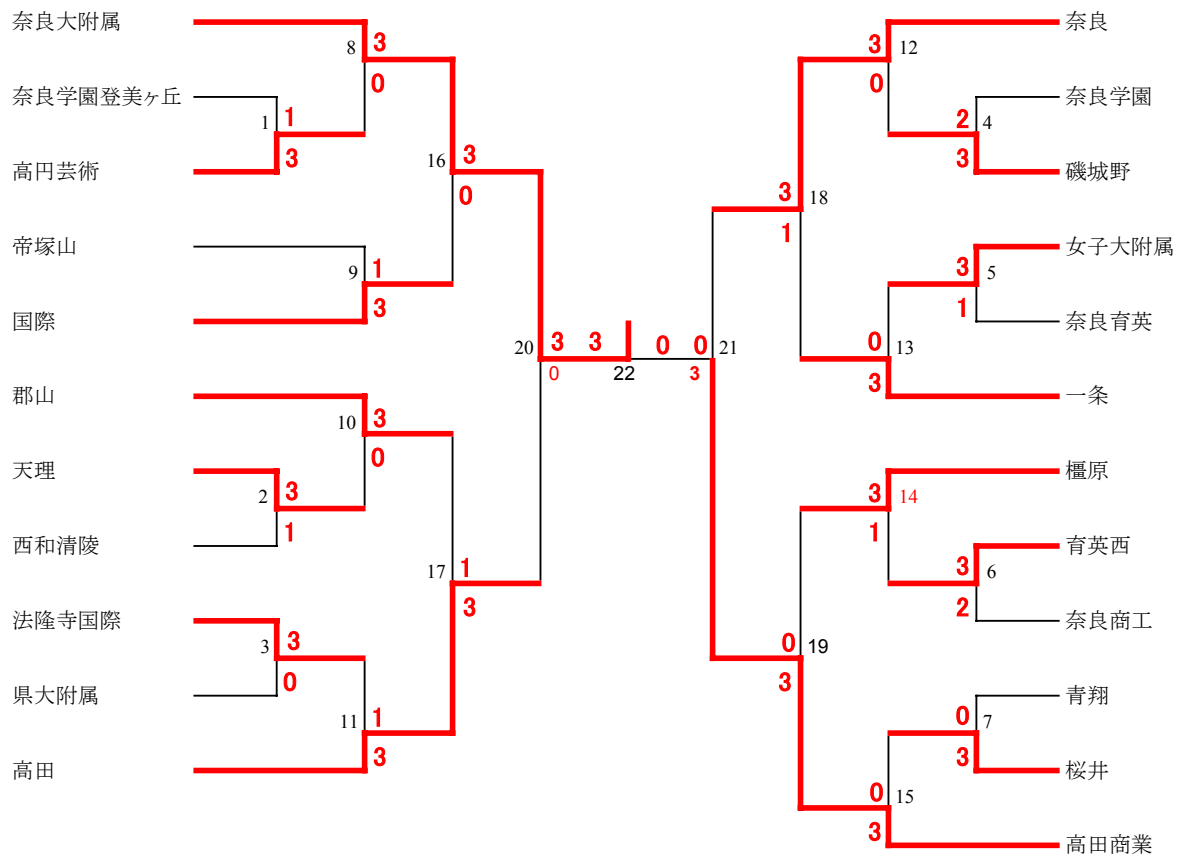 奈良大附属
奈良学園登美ヶ丘
高円芸術
帝塚山
国際
郡山
天理
西和清陵
法隆寺国際
県大附属
高田
1
1
3
2
3
1
3
3
0
8
3
0
9
1
3
10
3
0
11
1
3
16
3
0
17
1
3
20
3
0
3
22
0
0
3
21
3
1
18
0
3
19
3
0
12
0
3
13
3
1
14
0
3
15
2
3
4
3
1
5
3
2
6
0
3
7
奈良
奈良学園
磯城野
女子大附属
奈良育英
一条
橿原
育英西
奈良商工
青翔
桜井
高田商業